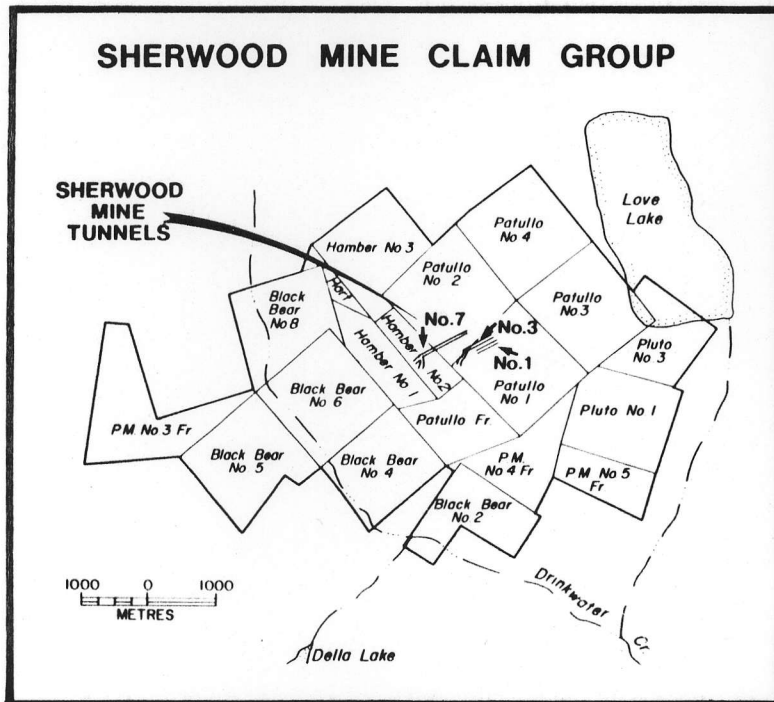 SHERWOOD MINE CLAIM GROUP
SHERWOOD
MINE
TUNNELS
Love
Lake
Hamber No 3
Patullo
No 4
Patullo
No 2
Hart
Black
Bear
No 8
Patullo
No 3
No.7
No.3
No.1
Hamber
No 2
Hamber No 1
Pluto
No 3
Patullo
No 1
Black Bear
No 6
Pluto No 1
Patullo Fr.
P.M. No 3 Fr
Black Bear
No 5
Black Bear
No 4
P.M.
No 4 Fr
P.M. No 5
Fr
Black Bear
No 2
1000 0 1000
METRES
Drinkwater
Cr.
Della Lake